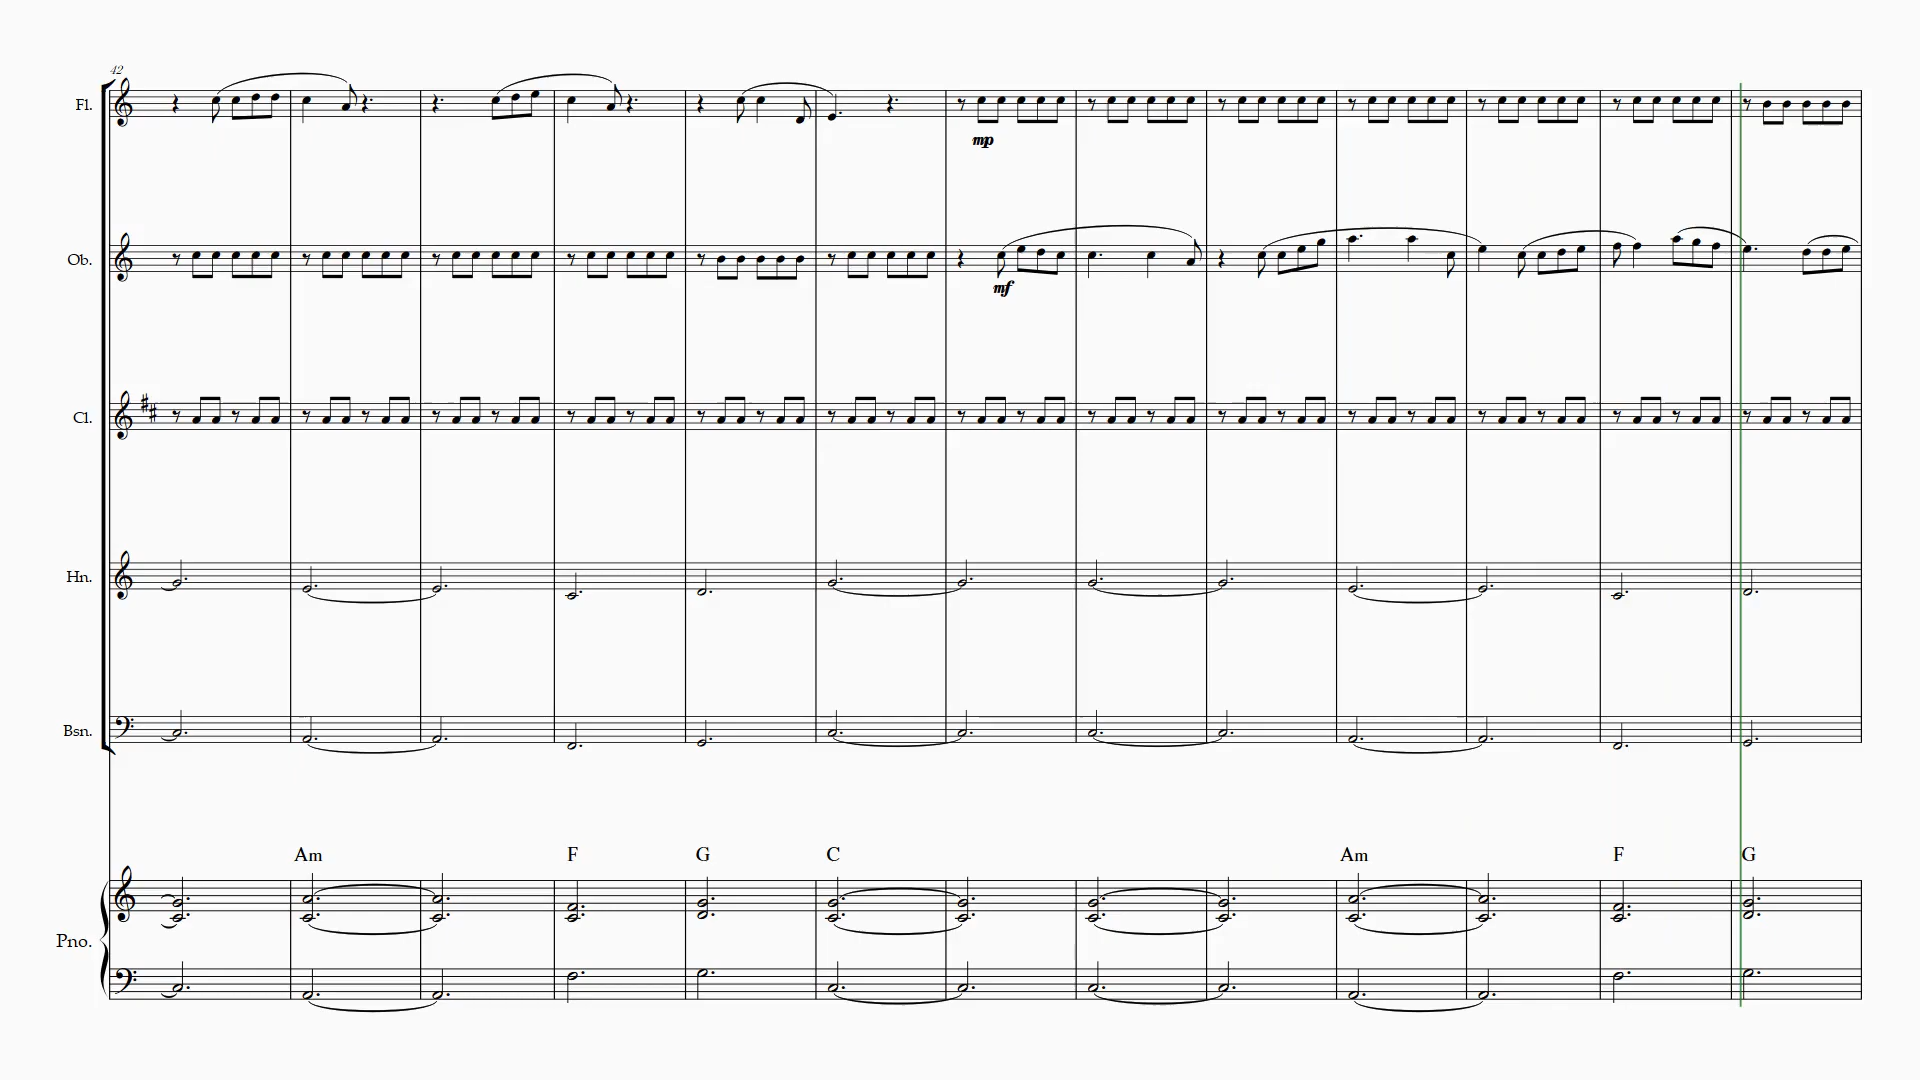 42
Fl.
mp
Ob.
mf
Cl.
Hn.
Bsn.
Am F G C Am F G
Pno.